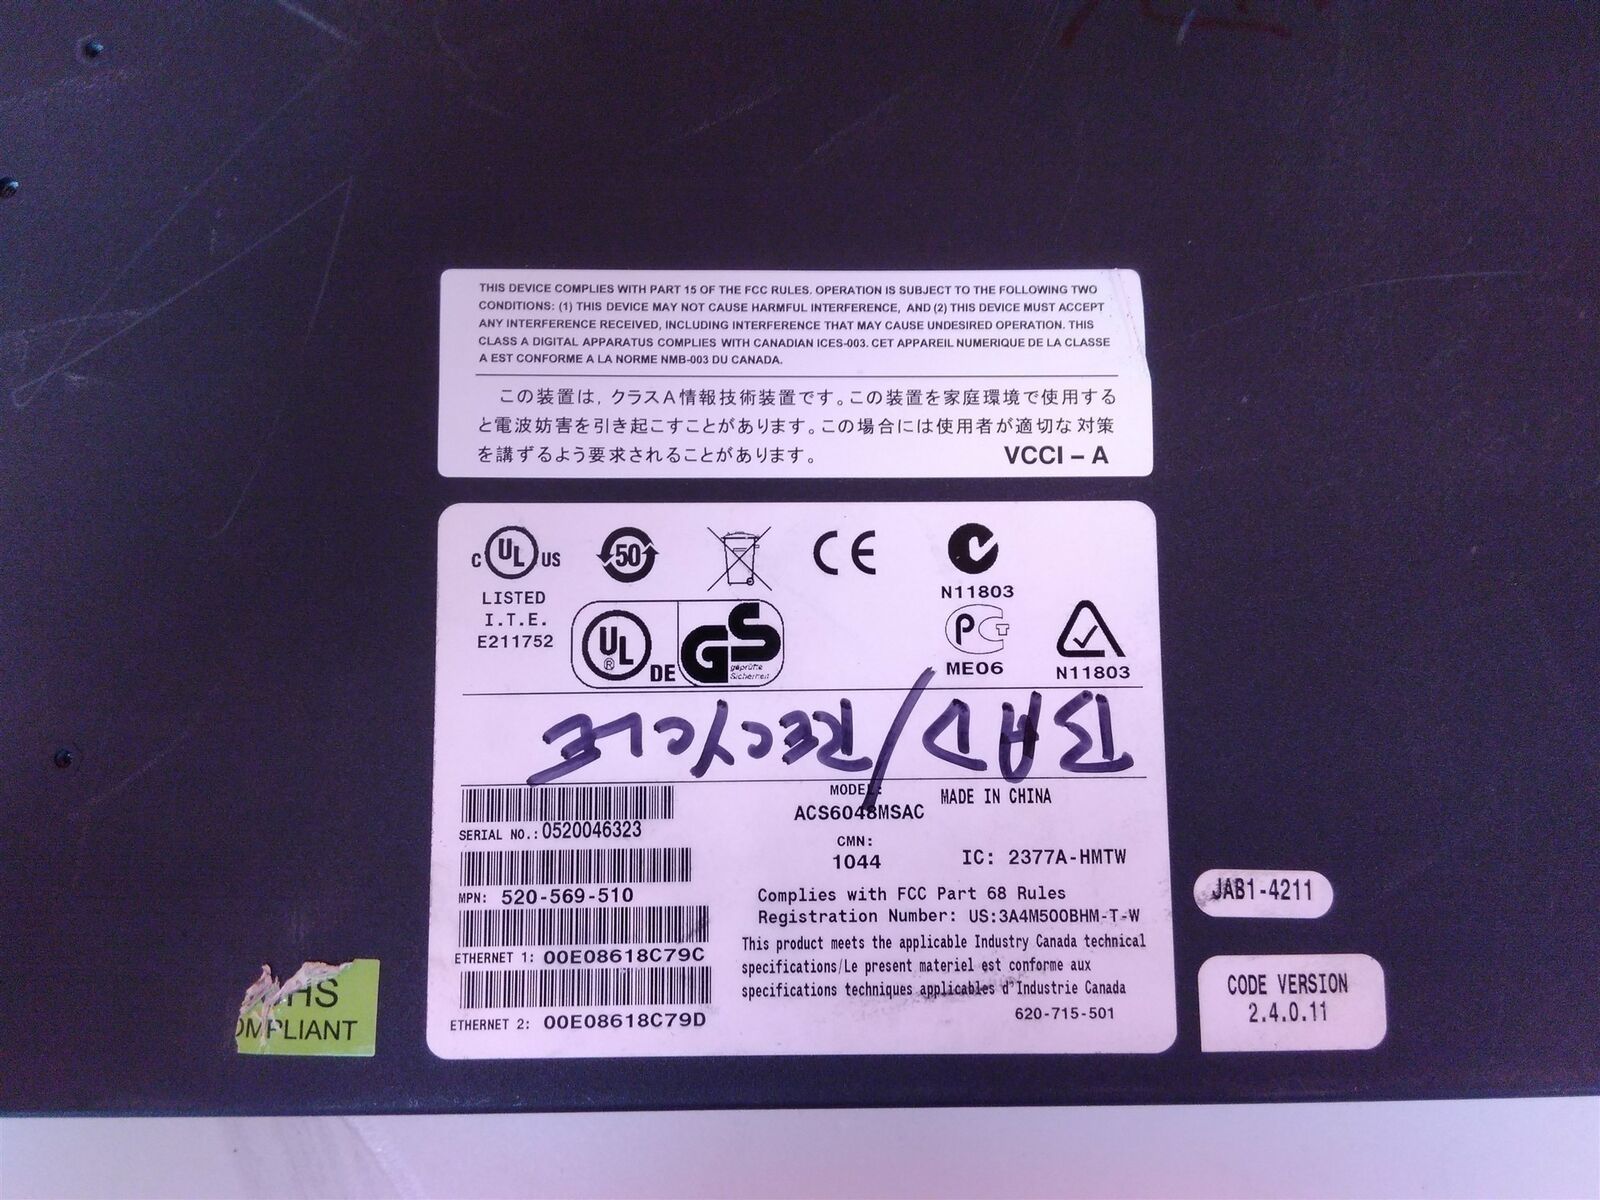 THIS DEVICE COMPLIES WITH PART 15 OF THE FCC RULES. OPERATION IS SUBJECT TO THE FOLLOWING TWO
CONDITIONS: (1) THIS DEVICE MAY NOT CAUSE HARMFUL INTERFERENCE, AND (2) THIS DEVICE MUST ACCEPT
ANY INTERFERENCE RECEIVED, INCLUDING INTERFERENCE THAT MAY CAUSE UNDESIRED OPERATION. THIS
CLASS A DIGITAL APPARATUS COMPLIES WITH CANADIAN ICES-003. CET APPAREIL NUMERIQUE DE LA CLASSE
A EST CONFORME A LA NORME NMB-003 DU CANADA.
この装置は, クラスA情報技術装置です。この装置を家庭環境で使用する
と電波妨害を引き起こすことがあります。この場合には使用者が適切な対策
を講ずるよう要求されることがあります。
VCCI – A
C UL US
50
CE
LISTED
I.T.E.
E211752
UL ® DE
GS
geprüfte
Sicherheit
N11803
ME06
N11803
BAD/RECYCLE
SERIAL NO.: 0520046323
MPN: 520-569-510
ETHERNET 1: 00E08618C79C
ETHERNET 2: 00E08618C79D
MODEL:
ACS6048MSAC
MADE IN CHINA
CMN:
1044
IC: 2377A-HMTW
Complies with FCC Part 68 Rules
Registration Number: US:3A4M500BHM-T-W
This product meets the applicable Industry Canada technical
specifications/Le present materiel est conforme aux
specifications techniques applicables d'Industrie Canada
620-715-501
JAB1-4211
CODE VERSION
2.4.0.11
HS
OMPLIANT